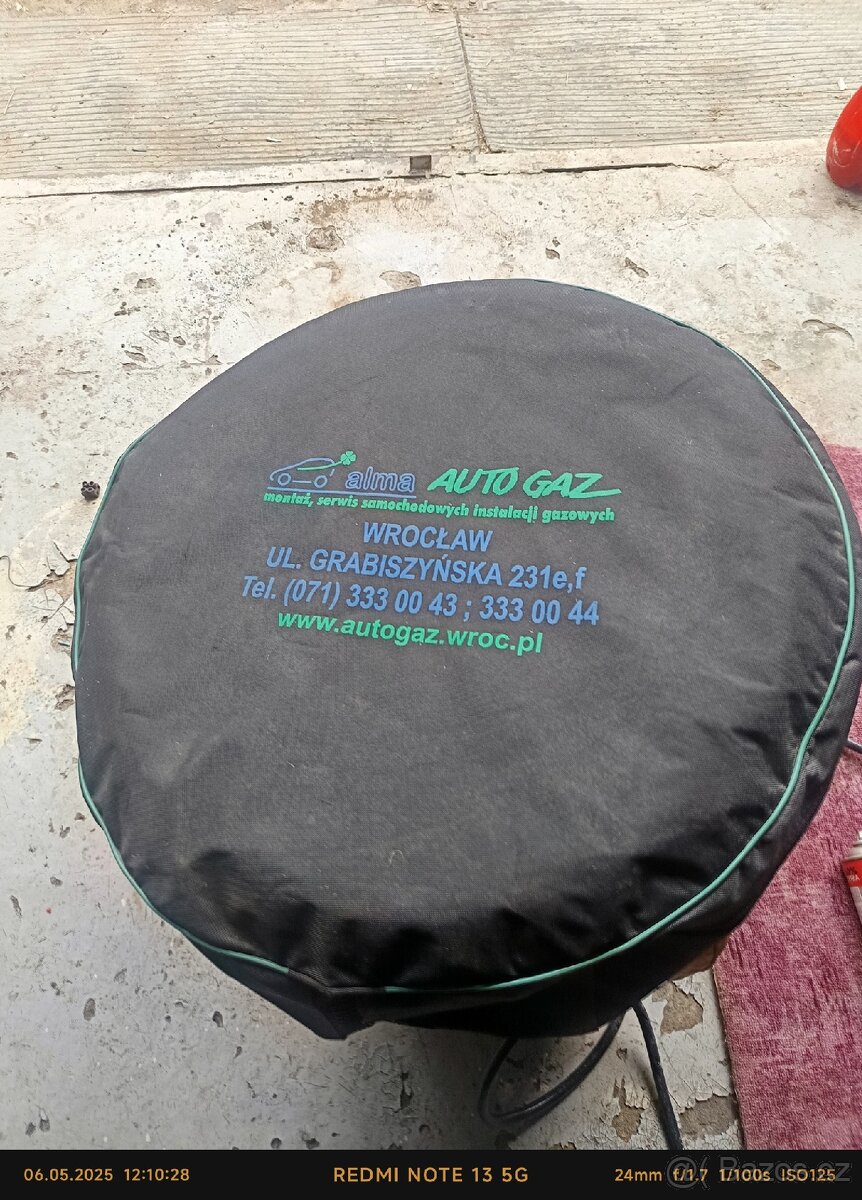 alma AUTO GAZ
montaż, serwis samochodowych instalacji gazowych
WROCŁAW
UL. GRABISZYŃSKA 231e,f
Tel. (071) 333 00 43 ; 333 00 44
www.autogaz.wroc.pl
06.05.2025 12:10:28 REDMI NOTE 13 5G 24mm f/1.7 1/100s ISO125
Bazos.cz